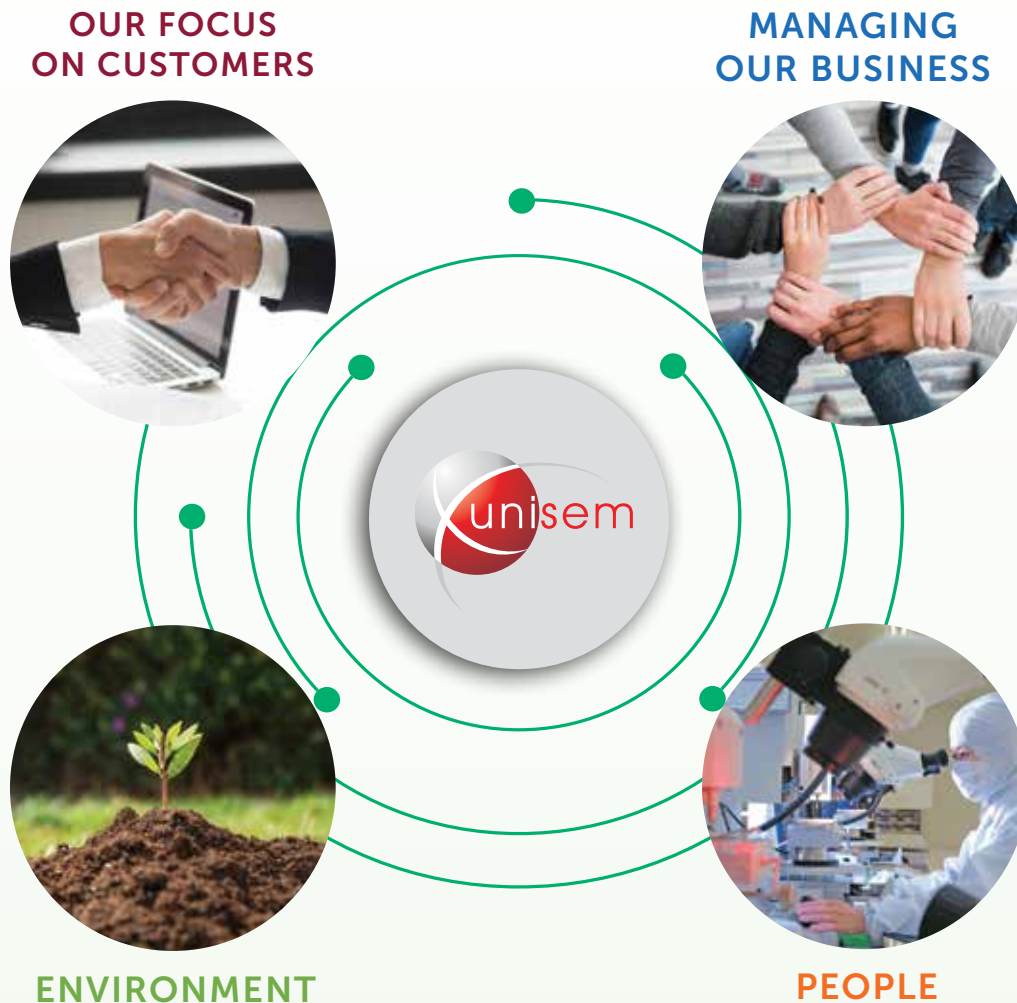 OUR FOCUS
ON CUSTOMERS
MANAGING
OUR BUSINESS
unisem
ENVIRONMENT
PEOPLE